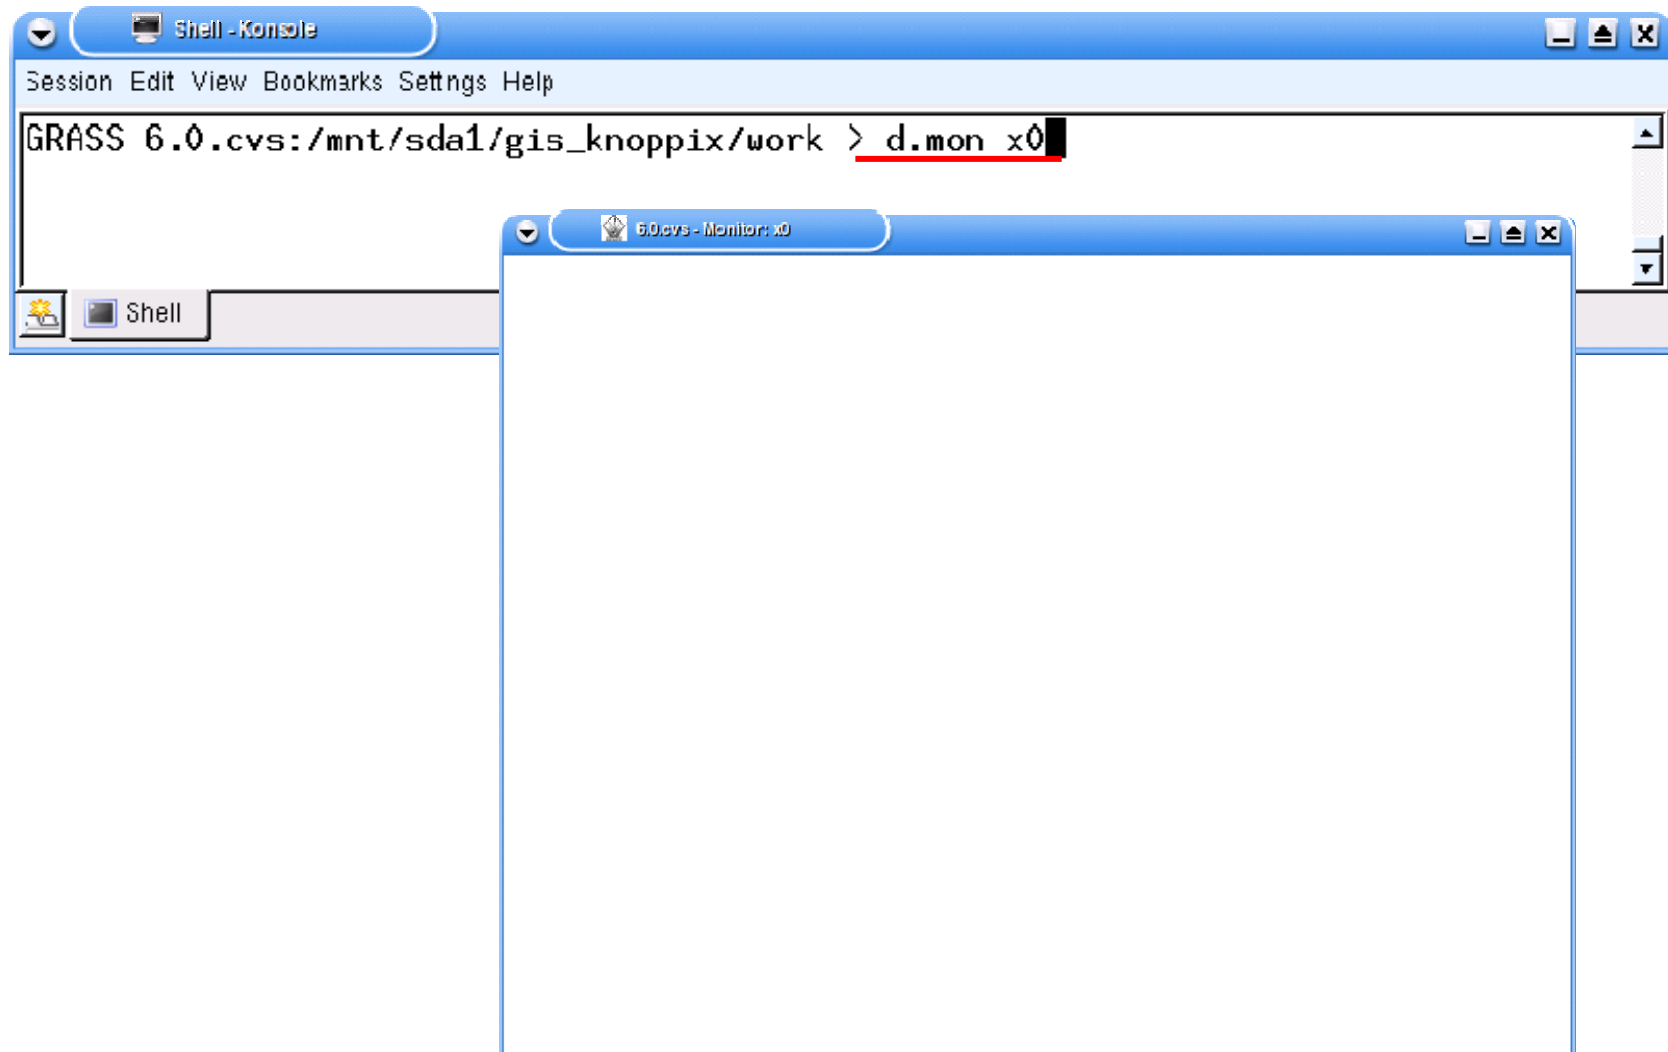 Shell - Konsole
Session Edit View Bookmarks Settngs Help
GRASS 6.0.cvs:/mnt/sda1/gis_knoppix/work > d.mon x0
6.0.cvs - Monitor: x0
Shell